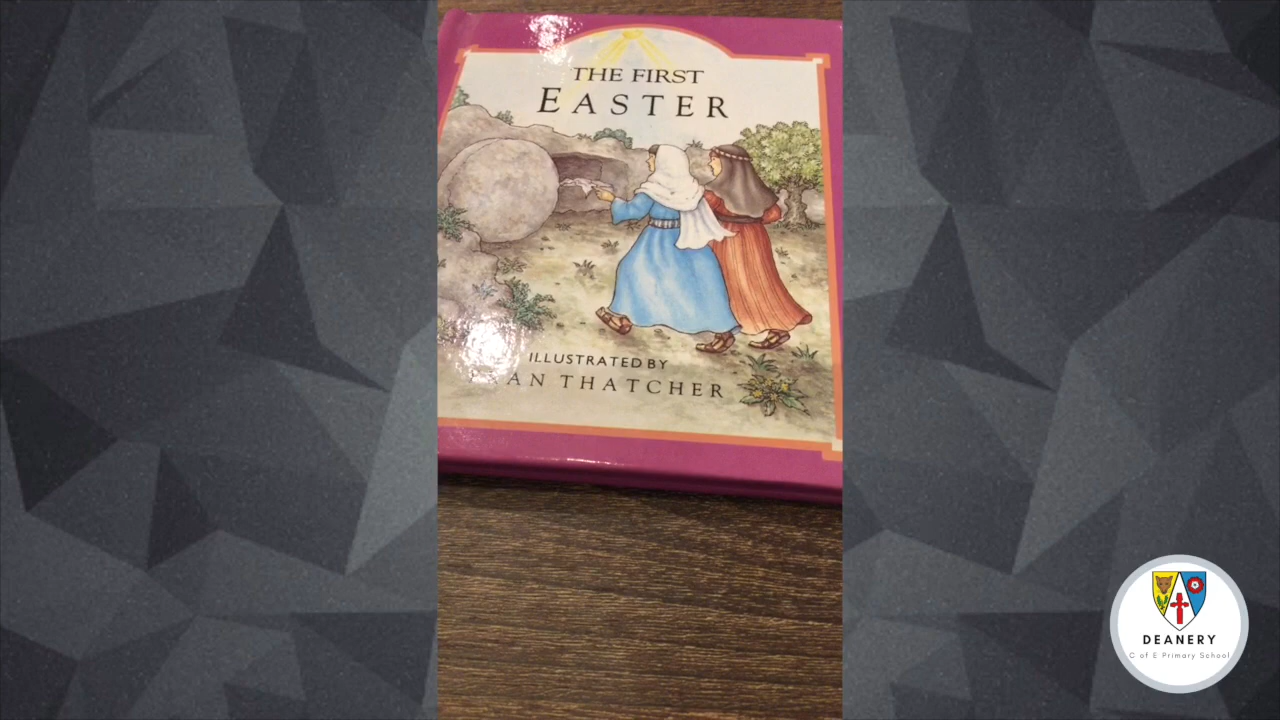 THE FIRST
EASTER
ILLUSTRATED BY
THATCHER
DEANERY
C of E Primary School